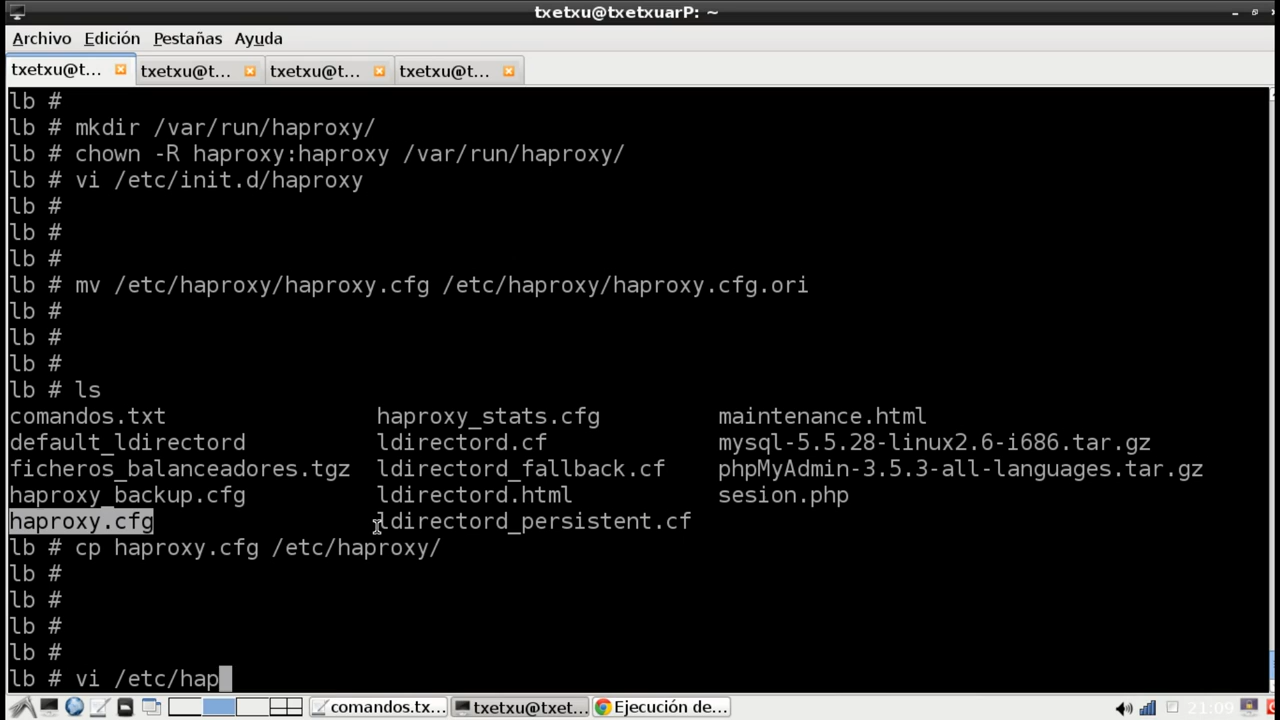 txetxu@txetxuarP: ~
Archivo Edición Pestañas Ayuda
txetxu@t... txetxu@t... txetxu@t... txetxu@t...
lb #
lb # mkdir /var/run/haproxy/
lb # chown -R haproxy:haproxy /var/run/haproxy/
lb # vi /etc/init.d/haproxy
lb #
lb #
lb #
lb # mv /etc/haproxy/haproxy.cfg /etc/haproxy/haproxy.cfg.ori
lb #
lb #
lb #
lb # ls
comandos.txt haproxy_stats.cfg maintenance.html
default_ldirectord ldirectord.cf mysql-5.5.28-linux2.6-i686.tar.gz
ficheros_balanceadores.tgz ldirectord_fallback.cf phpMyAdmin-3.5.3-all-languages.tar.gz
haproxy_backup.cfg ldirectord.html sesion.php
haproxy.cfg ldirectord_persistent.cf
lb # cp haproxy.cfg /etc/haproxy/
lb #
lb #
lb #
lb #
lb # vi /etc/hap
comandos.tx... txetxu@txet... Ejecución de... 21:09